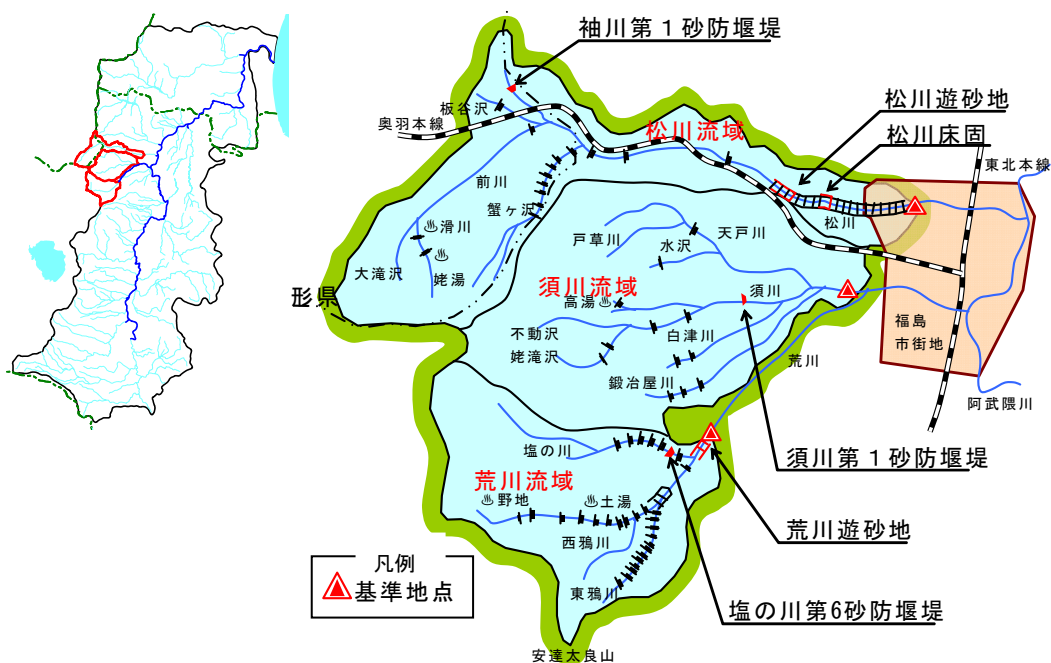 袖川第１砂防堰堤
板谷沢
奥羽本線
松川流域
松川遊砂地
松川床固
東北本線
前川
蟹ヶ沢
滑川
大滝沢
姥湯
戸草川
水沢
天戸川
松川
形県
須川流域
高湯
須川
不動沢
姥滝沢
白津川
福島
市街地
鍛冶屋川
荒川
阿武隈川
塩の川
須川第１砂防堰堤
荒川流域
野地
土湯
西鴉川
荒川遊砂地
凡例
基準地点
東鴉川
塩の川第6砂防堰堤
安達太良山